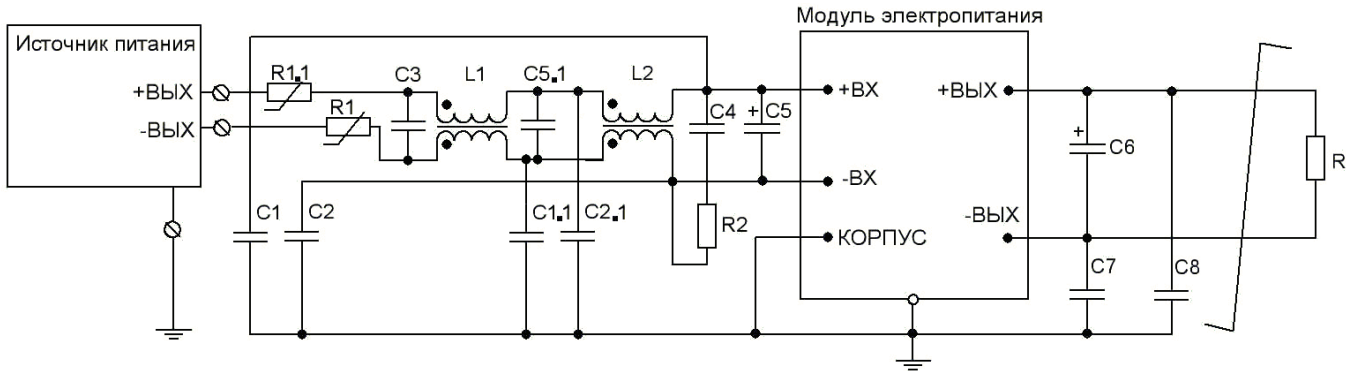 Модуль электропитания
Источник питания
+ВЫХ
-ВЫХ
R1.1
R1
C3
L1
C5.1
L2
C4
+
C5
C1
C2
C1.1
C2.1
R2
+ВХ
-ВХ
КОРПУС
+ВЫХ
-ВЫХ
+
C6
C7
C8
R